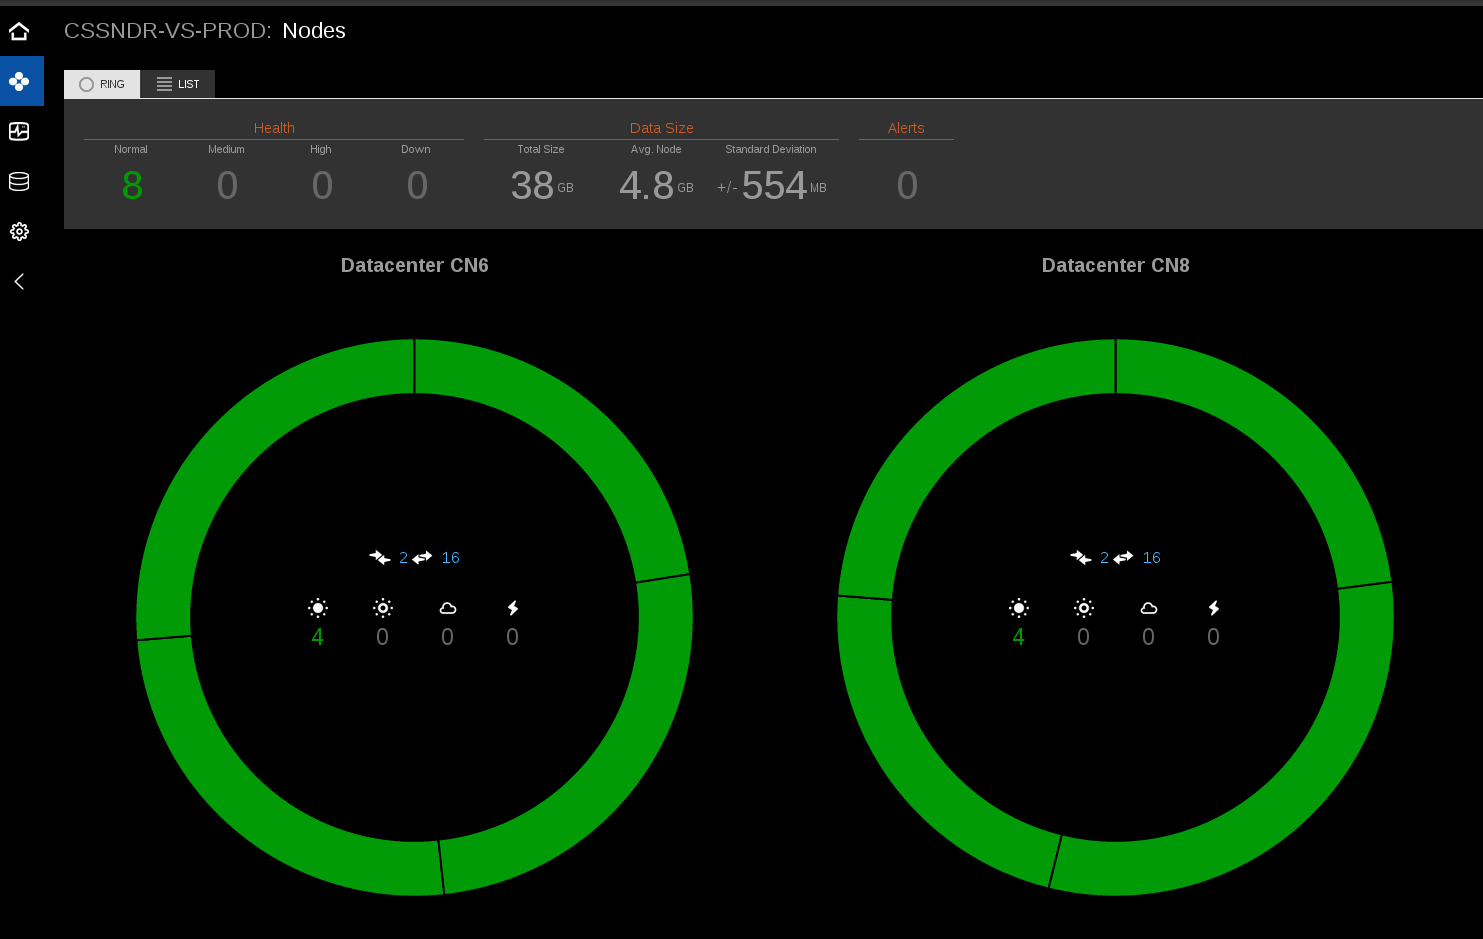 CSSNDR-VS-PROD: Nodes
RING LIST
Health Data Size Alerts
Normal Medium High Down Total Size Avg. Node Standard Deviation
8 0 0 0 38 GB 4.8 GB +/- 554 MB 0
Datacenter CN6 Datacenter CN8
2 16 2 16
4 0 0 0 4 0 0 0